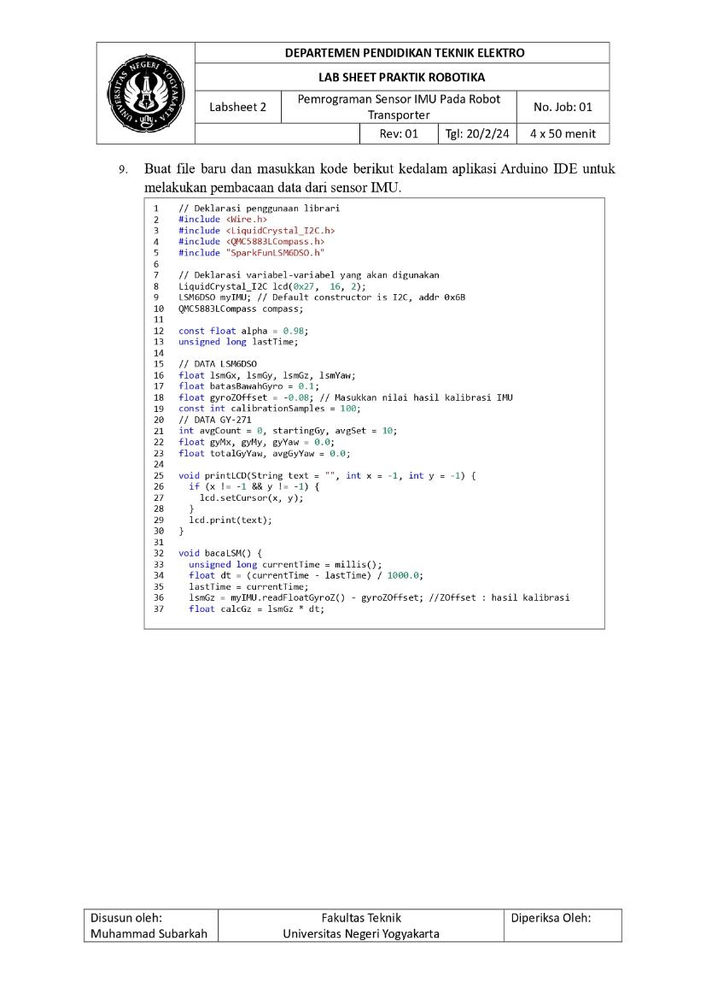 UNIVERSITAS NEGERI YOGYAKARTA
uny
DEPARTEMEN PENDIDIKAN TEKNIK ELEKTRO
LAB SHEET PRAKTIK ROBOTIKA
Labsheet 2
Pemrograman Sensor IMU Pada Robot
Transporter
No. Job: 01
Rev: 01
Tgl: 20/2/24
4 x 50 menit
9. Buat file baru dan masukkan kode berikut kedalam aplikasi Arduino IDE untuk
melakukan pembacaan data dari sensor IMU.
1 // Deklarasi penggunaan librari
2 #include <Wire.h>
3 #include <LiquidCrystal_I2C.h>
4 #include <QMC5883LCompass.h>
5 #include "SparkFunLSM6DSO.h"
6
7 // Deklarasi variabel-variabel yang akan digunakan
8 LiquidCrystal_I2C lcd(0x27, 16, 2);
9 LSM6DSO myIMU; // Default constructor is I2C, addr 0x6B
10 QMC5883LCompass compass;
11
12 const float alpha = 0.98;
13 unsigned long lastTime;
14
15 // DATA LSM6DSO
16 float lsmGx, lsmGy, lsmGz, lsmYaw;
17 float batasBawahGyro = 0.1;
18 float gyroZOffset = -0.08; // Masukkan nilai hasil kalibrasi IMU
19 const int calibrationSamples = 100;
20 // DATA GY-271
21 int avgCount = 0, startingGy, avgSet = 10;
22 float gyMx, gyMy, gyYaw = 0.0;
23 float totalGyYaw, avgGyYaw = 0.0;
24
25 void printLCD(String text = "", int x = -1, int y = -1) {
26 if (x != -1 && y != -1) {
27 lcd.setCursor(x, y);
28 }
29 lcd.print(text);
30 }
31
32 void bacaLSM() {
33 unsigned long currentTime = millis();
34 float dt = (currentTime - lastTime) / 1000.0;
35 lastTime = currentTime;
36 lsmGz = myIMU.readFloatGyroZ() - gyroZOffset; //ZOffset : hasil kalibrasi
37 float calcGz = lsmGz * dt;
Disusun oleh:
Muhammad Subarkah
Fakultas Teknik
Universitas Negeri Yogyakarta
Diperiksa Oleh: